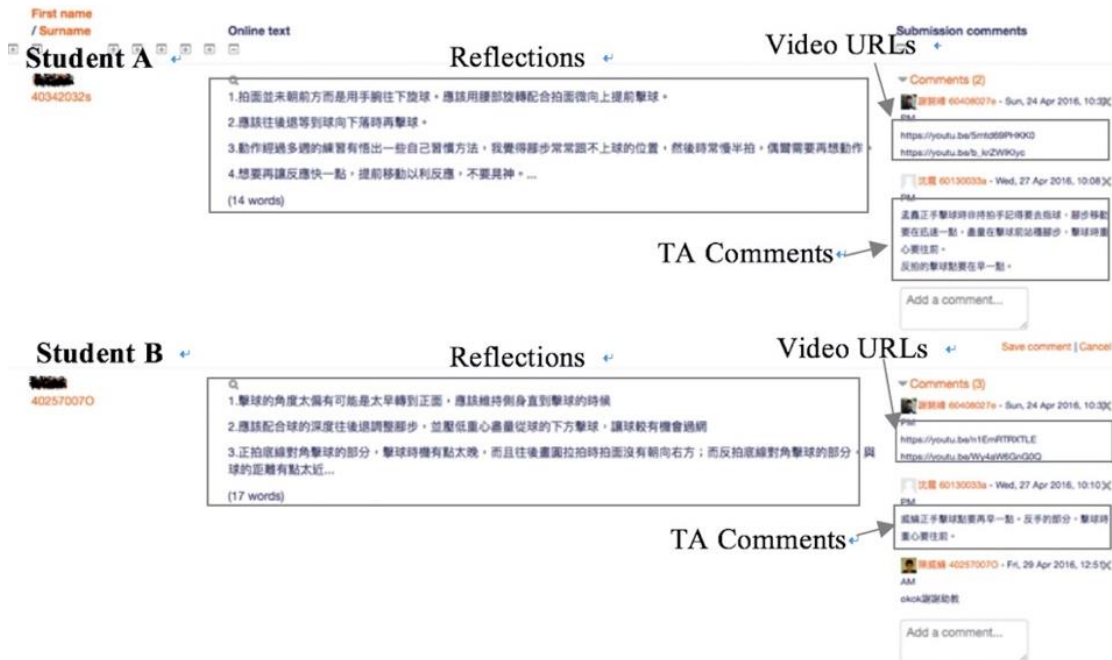 First name
/ Surname
Online text
Submission comments
Student A
Reflections
Video URLs
40342032s
1.拍面並未朝前方而是用手腕往下旋球。應該用腰部旋轉配合拍面微向上提前擊球。
2.應該往後退等到球向下落時再擊球。
3.動作經過多週的練習有悟出一些自己習慣方法,我覺得腳步常常跟不上球的位置,然後時常慢半拍,偶爾需要再想動作。
4.想要再讓反應快一點,提前移動以利反應,不要晃神。...
(14 words)
Comments (2)
60408027e - Sun, 24 Apr 2016, 10:33
PM
https://youtu.be/5mtd69PHKK0
https://youtu.be/b_krZWIKlyc
60130033a - Wed, 27 Apr 2016, 10:08
PM
TA Comments
孟鑫正手擊球時非持拍手記得要去指球,腳步移動
要在迅速一點,盡量在擊球前站穩腳步,擊球時重
心要往前。
反拍的擊球點要在早一點。
Add a comment...
Save comment | Cancel
Student B
Reflections
Video URLs
40257007O
1.擊球的角度太偏有可能是太早轉到正面,應該維持側身直到擊球的時候
2.應該配合球的深度往後退調整腳步,並壓低重心盡量從球的下方擊球,讓球較有機會過網
3.正拍底線對角擊球的部分,擊球時機有點太晚,而且往後畫圓拉拍時拍面沒有朝向右方;而反拍底線對角擊球的部分,與
球的距離有點太近...
(17 words)
Comments (3)
60408027e - Sun, 24 Apr 2016, 10:33
PM
https://youtu.be/n1EmRTRXTLE
https://youtu.be/Wy4aW6GnG0Q
60130033a - Wed, 27 Apr 2016, 10:10
PM
TA Comments
正手擊球點要再早一點。反手的部分,擊球時
重心要往前。
40257007O - Fri, 29 Apr 2016, 12:51
AM
okok謝謝助教
Add a comment...